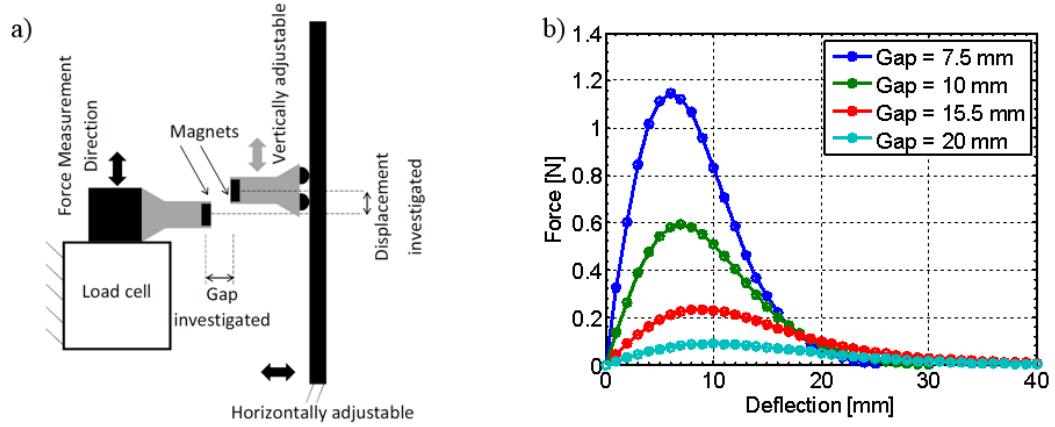 a)
Force Measurement
Direction
Magnets
Vertically adjustable
Displacement
investigated
Load cell
Gap
investigated
Horizontally adjustable
b)
1.4
1.2
1
0.8
0.6
0.4
0.2
0
Force [N]
Gap = 7.5 mm
Gap = 10 mm
Gap = 15.5 mm
Gap = 20 mm
0 10 20 30 40
Deflection [mm]